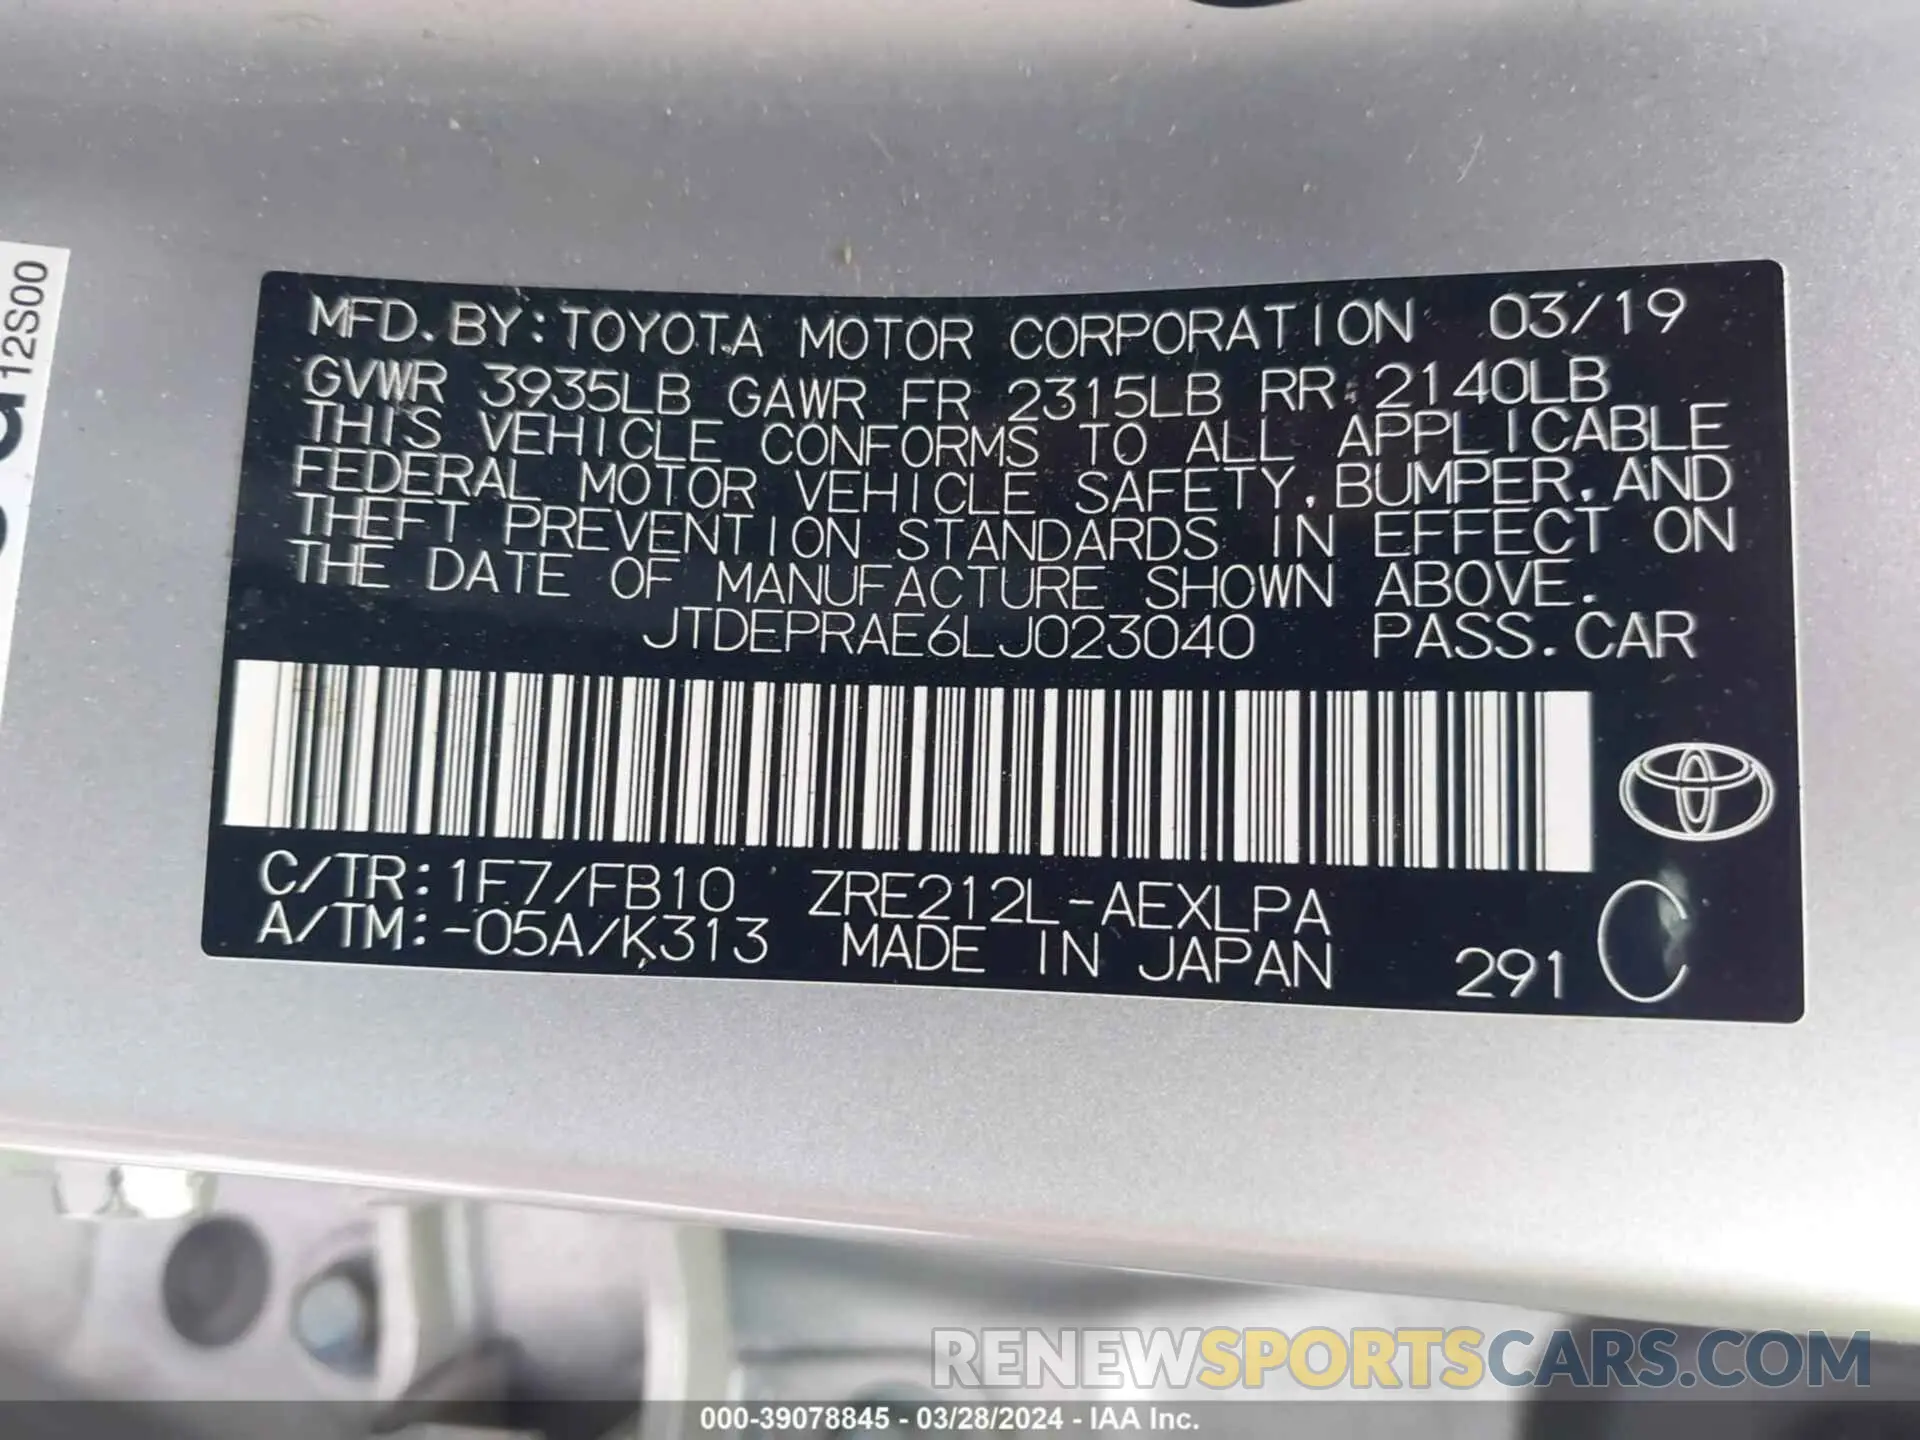 12S00
MFD. BY: TOYOTA MOTOR CORPORATION 03/19
GVWR 3935LB GAWR FR 2315LB RR 2140LB
THIS VEHICLE CONFORMS TO ALL APPLICABLE
FEDERAL MOTOR VEHICLE SAFETY, BUMPER, AND
THEFT PREVENTION STANDARDS IN EFFECT ON
THE DATE OF MANUFACTURE SHOWN ABOVE.
JTDEPRAE6LJ023040 PASS. CAR
C/TR: 1F7/FB10 ZRE212L-AEXLPA
A/TM: -05A/K313 MADE IN JAPAN 291 C
RENEWSPORTSCARS.COM
000-39078845 - 03/28/2024 - IAA Inc.